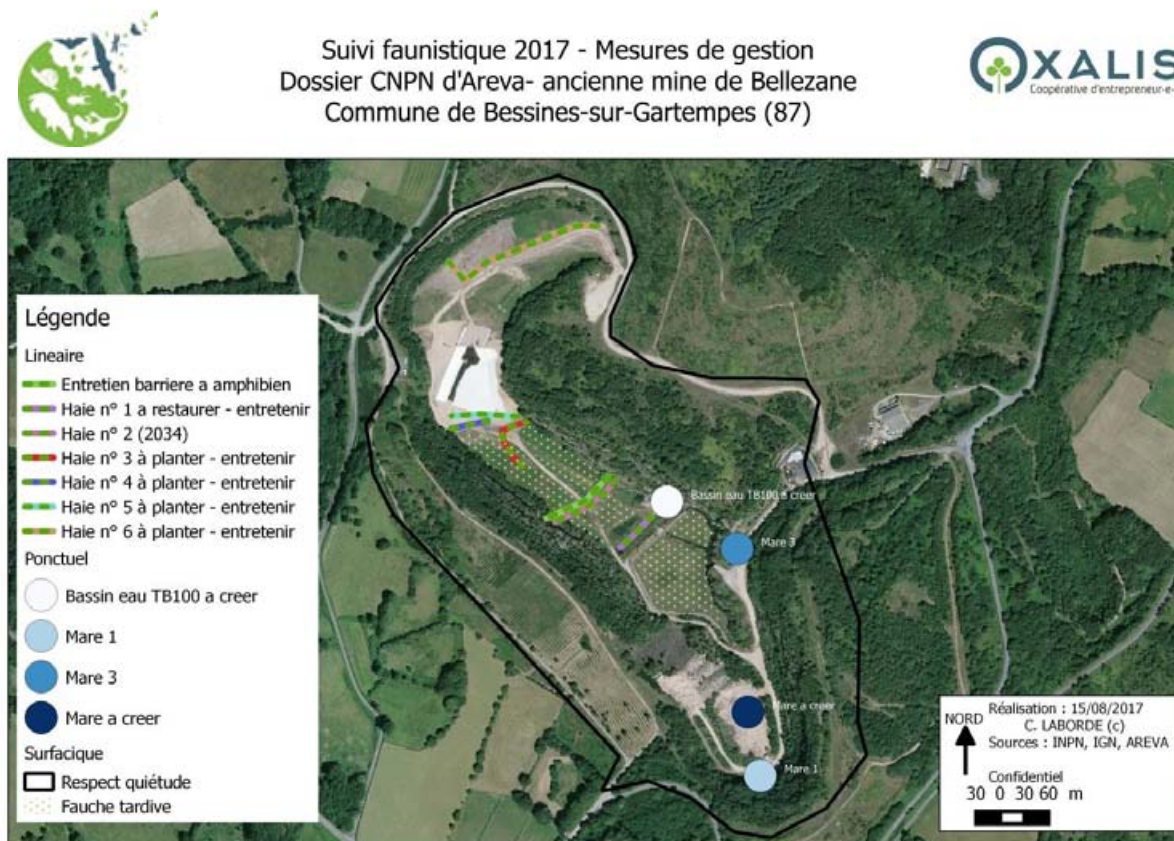 Suivi faunistique 2017 - Mesures de gestion
Dossier CNPN d'Areva- ancienne mine de Bellezane
Commune de Bessines-sur-Gartempes (87)
OXALIS
Coopérative d'entrepreneur-e-
Légende
Lineaire
Entretien barriere a amphibien
Haie n° 1 a restaurer - entretenir
Haie n° 2 (2034)
Haie n° 3 à planter - entretenir
Haie n° 4 à planter - entretenir
Haie n° 5 à planter - entretenir
Haie n° 6 à planter - entretenir
Ponctuel
Bassin eau TB100 a creer
Mare 1
Mare 3
Mare a creer
Surfacique
Respect quiétude
Fauche tardive
Bassin eau TB100 a creer
Mare 3
Mare a creer
Mare 1
NORD
Réalisation : 15/08/2017
C. LABORDE (c)
Sources : INPN, IGN, AREVA
Confidentiel
30 0 30 60 m